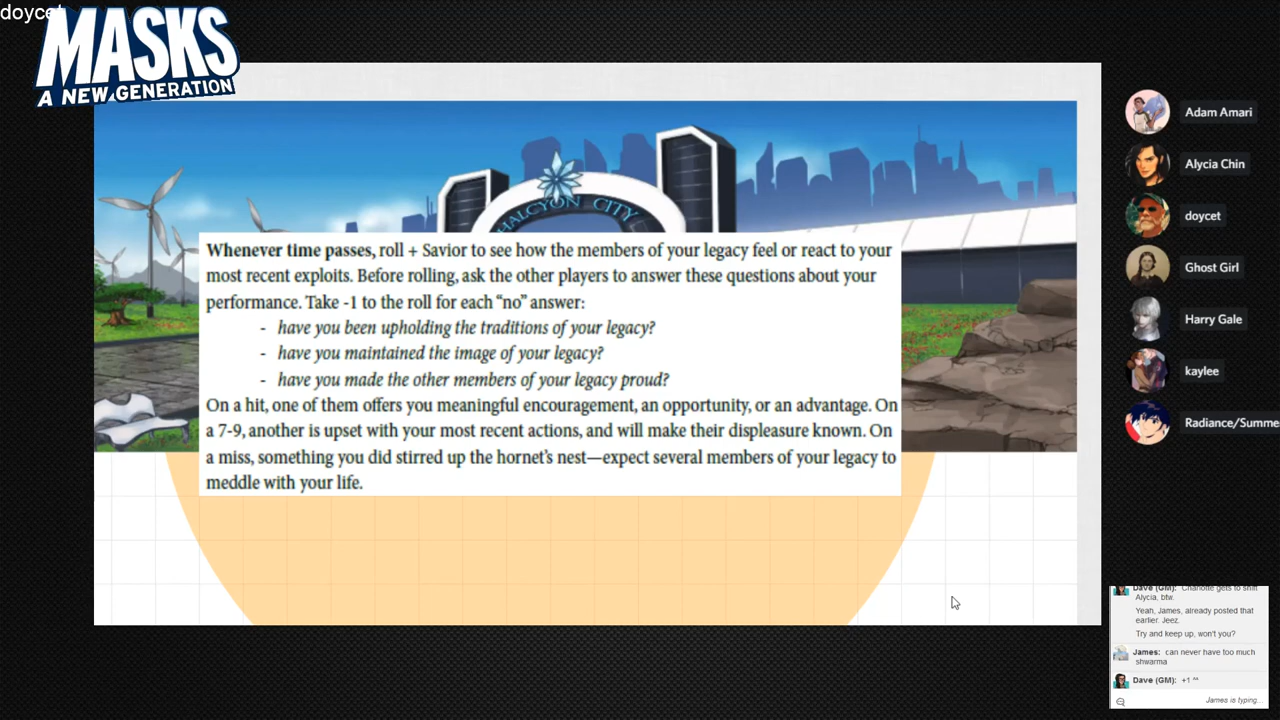 doycet
MASKS
A NEW GENERATION
HALCYON CITY
Whenever time passes, roll + Savior to see how the members of your legacy feel or react to your
most recent exploits. Before rolling, ask the other players to answer these questions about your
performance. Take -1 to the roll for each “no” answer:
- have you been upholding the traditions of your legacy?
- have you maintained the image of your legacy?
- have you made the other members of your legacy proud?
On a hit, one of them offers you meaningful encouragement, an opportunity, or an advantage. On
a 7-9, another is upset with your most recent actions, and will make their displeasure known. On
a miss, something you did stirred up the hornet's nest—expect several members of your legacy to
meddle with your life.
Adam Amari
Alycia Chin
doycet
Ghost Girl
Harry Gale
kaylee
Radiance/Summe
Dave (GM): Charlotte gets to shift
Alycia, btw.
Yeah, James, already posted that
earlier. Jeez.
Try and keep up, won't you?
James: can never have too much
shwarma
Dave (GM): +1 ^^
James is typing...